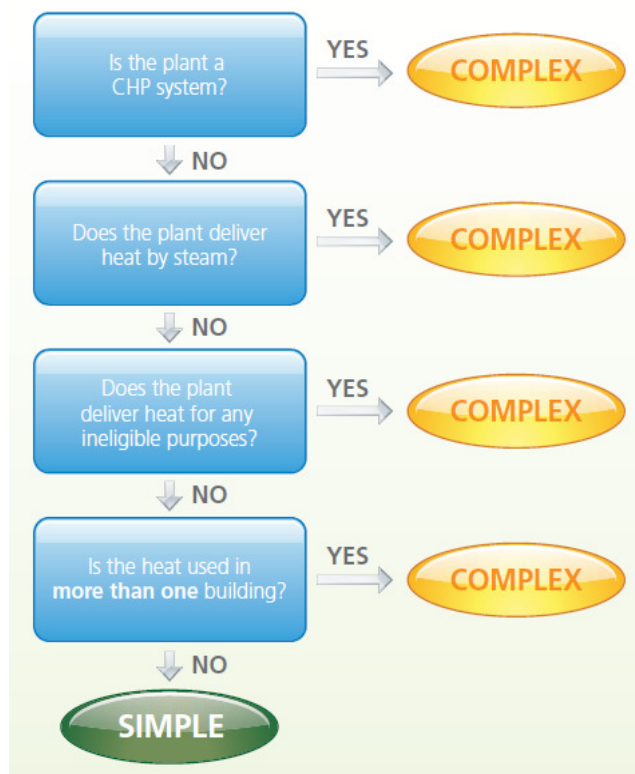 Is the plant a
CHP system?
YES
COMPLEX
NO
Does the plant deliver
heat by steam?
YES
COMPLEX
NO
Does the plant
deliver heat for any
ineligible purposes?
YES
COMPLEX
NO
Is the heat used in
more than one building?
YES
COMPLEX
NO
SIMPLE